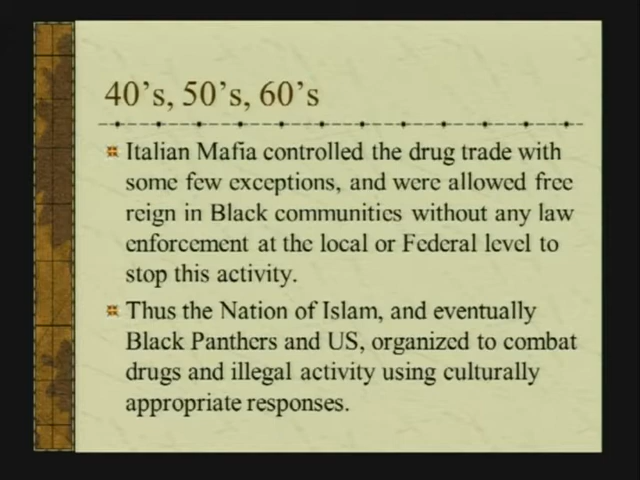 40's, 50's, 60's
Italian Mafia controlled the drug trade with
some few exceptions, and were allowed free
reign in Black communities without any law
enforcement at the local or Federal level to
stop this activity.
Thus the Nation of Islam, and eventually
Black Panthers and US, organized to combat
drugs and illegal activity using culturally
appropriate responses.